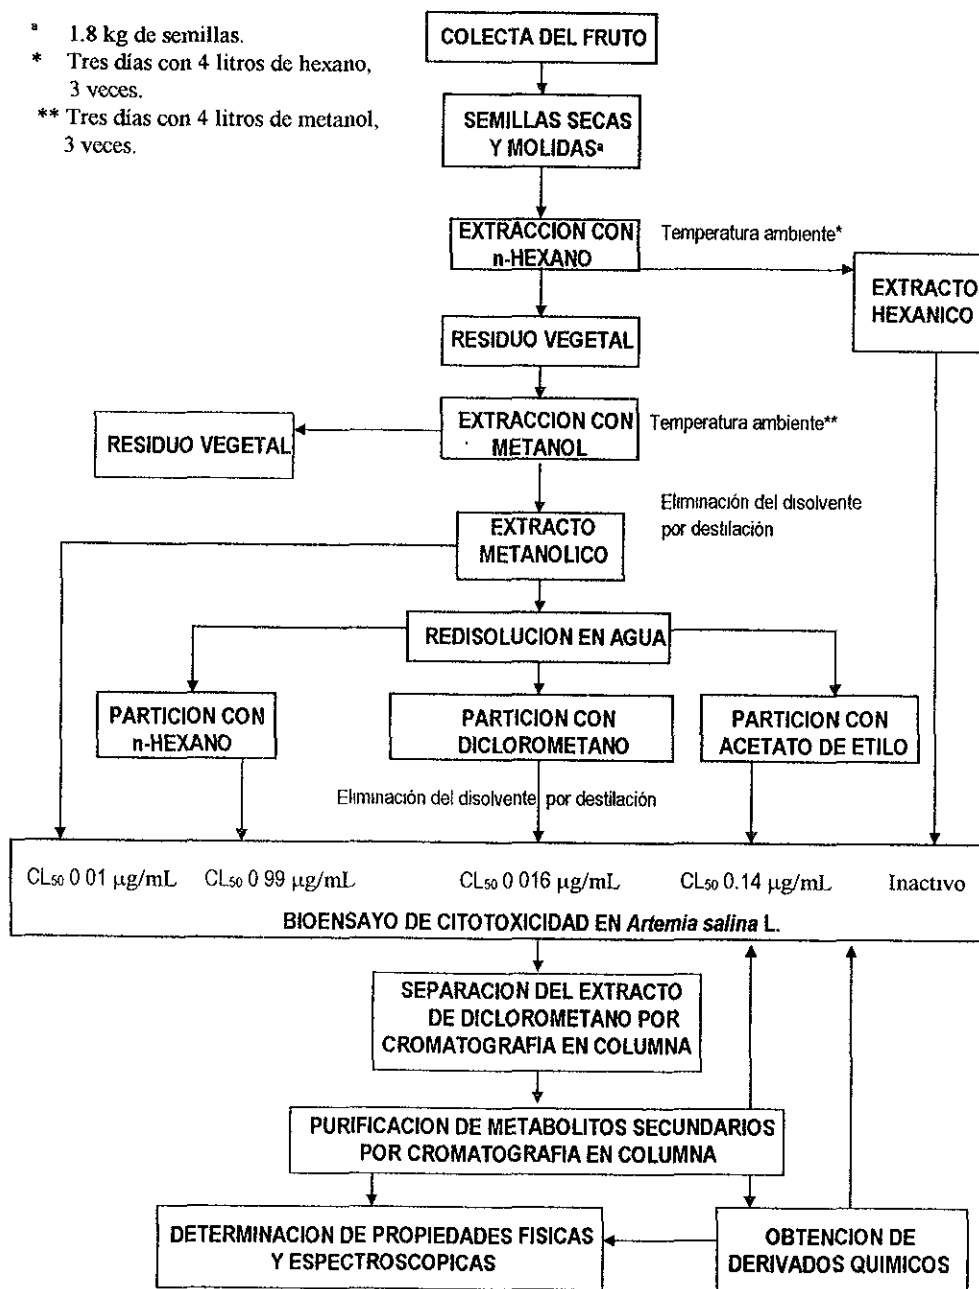 ª 1.8 kg de semillas.
* Tres días con 4 litros de hexano,
3 veces.
** Tres días con 4 litros de metanol,
3 veces.
COLECTA DEL FRUTO
SEMILLAS SECAS
Y MOLIDASª
EXTRACCION CON
n-HEXANO
Temperatura ambiente*
EXTRACTO
HEXANICO
RESIDUO VEGETAL
EXTRACCION CON
METANOL
Temperatura ambiente**
RESIDUO VEGETAL
Eliminación del disolvente
por destilación
EXTRACTO
METANOLICO
REDISOLUCION EN AGUA
PARTICION CON
n-HEXANO
PARTICION CON
DICLOROMETANO
PARTICION CON
ACETATO DE ETILO
Eliminación del disolvente por destilación
CL₅₀ 0 01 µg/mL CL₅₀ 0 99 µg/mL CL₅₀ 0 016 µg/mL CL₅₀ 0.14 µg/mL Inactivo
BIOENSAYO DE CITOTOXICIDAD EN Artemia salina L.
SEPARACION DEL EXTRACTO
DE DICLOROMETANO POR
CROMATOGRAFIA EN COLUMNA
PURIFICACION DE METABOLITOS SECUNDARIOS
POR CROMATOGRAFIA EN COLUMNA
DETERMINACION DE PROPIEDADES FISICAS
Y ESPECTROSCOPICAS
OBTENCION DE
DERIVADOS QUIMICOS